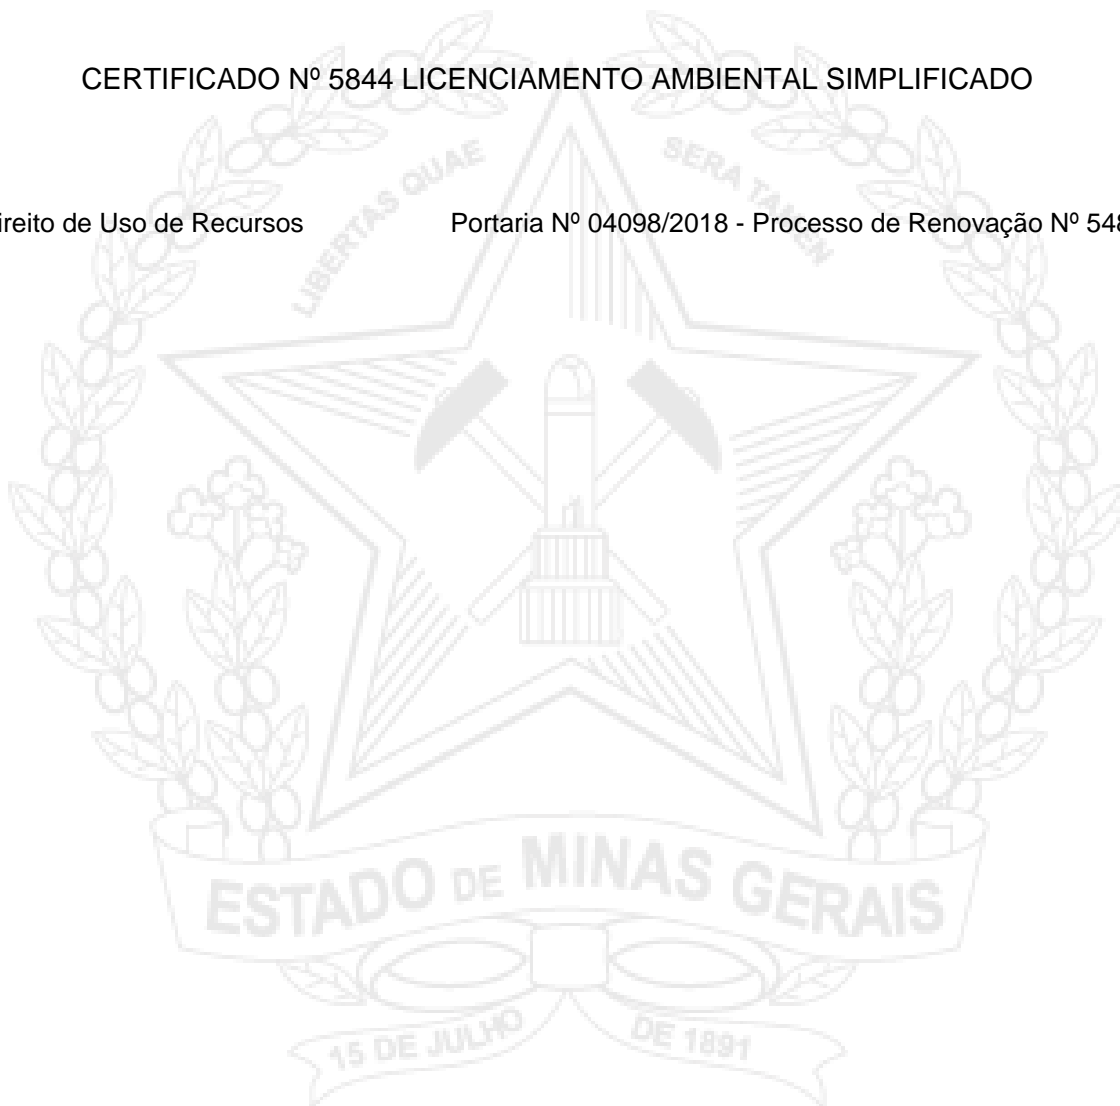 CERTIFICADO Nº 5844 LICENCIAMENTO AMBIENTAL SIMPLIFICADO
LIBERTAS QUAE SERA TAMEN
ireito de Uso de Recursos Portaria Nº 04098/2018 - Processo de Renovação Nº 548
ESTADO DE MINAS GERAIS
15 DE JULHO DE 1891